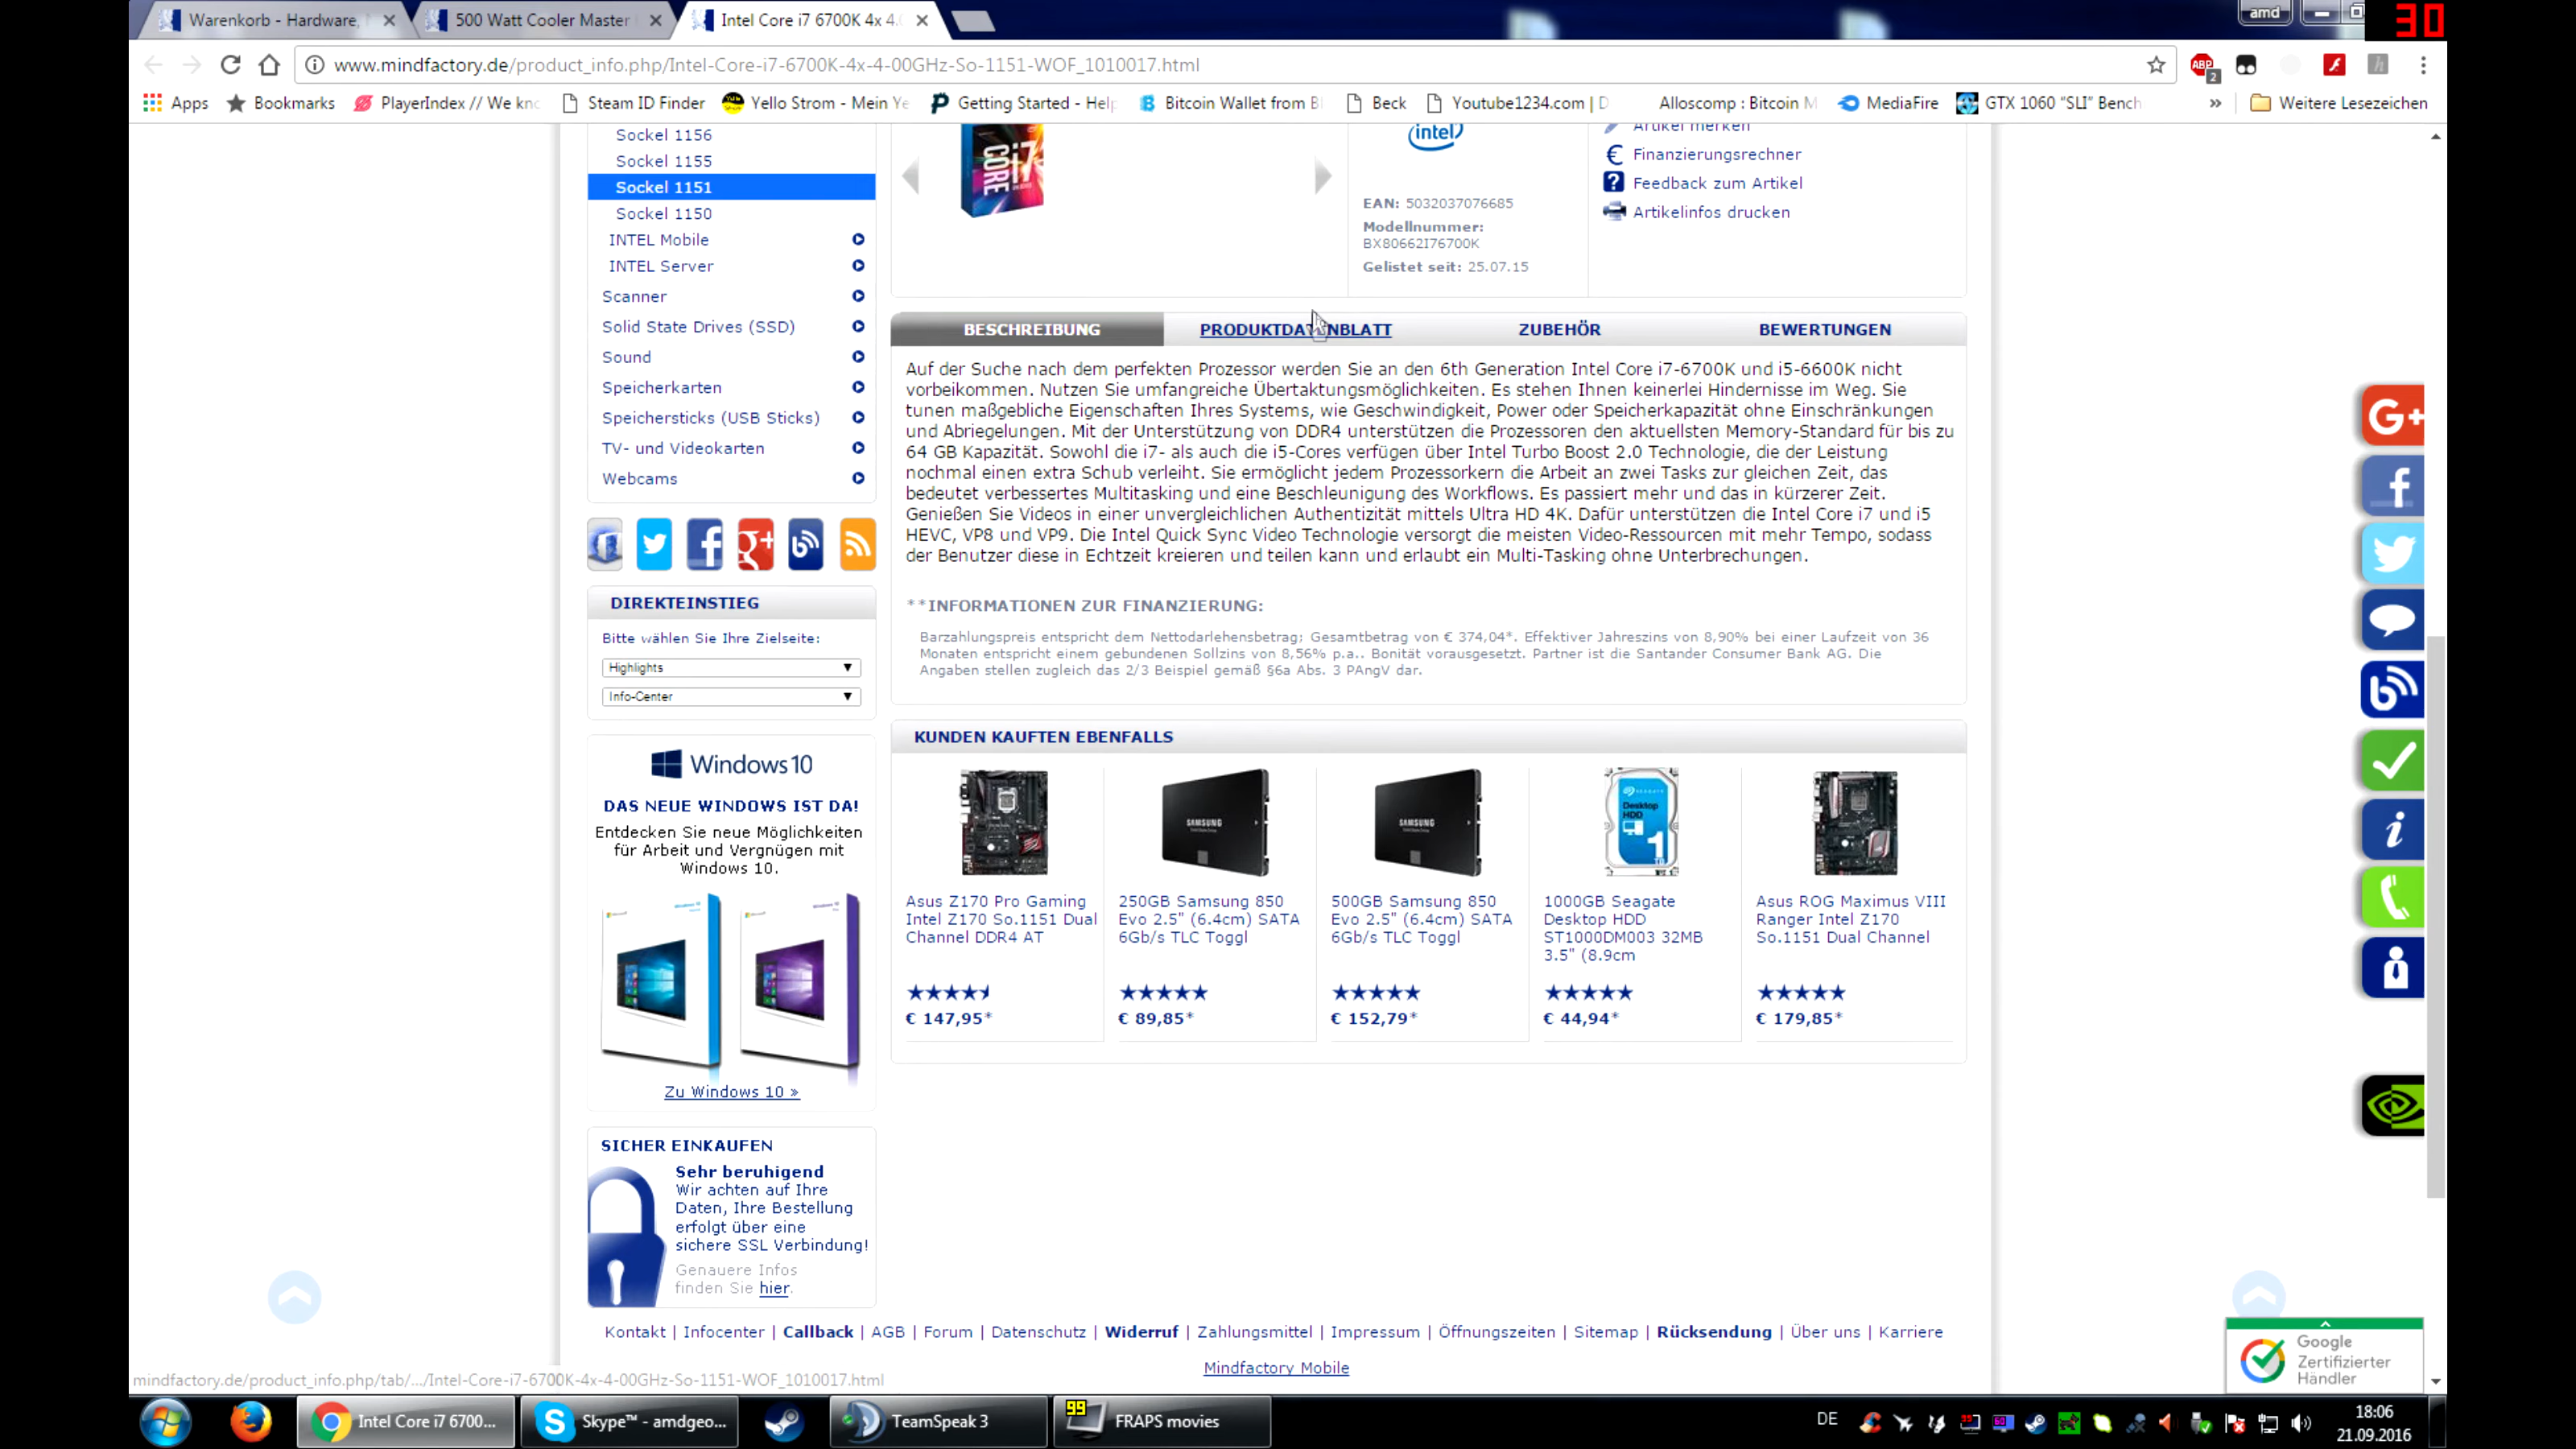 Warenkorb - Hardware,
500 Watt Cooler Master
Intel Core i7 6700K 4x 4.
amd
30
www.mindfactory.de/product_info.php/Intel-Core-i7-6700K-4x-4-00GHz-So-1151-WOF_1010017.html
ABP
2
Apps
Bookmarks
PlayerIndex // We kn
Steam ID Finder
Yello Strom - Mein Ye
Getting Started - Help
Bitcoin Wallet from B
Beck
Youtube1234.com | D
Alloscomp : Bitcoin M
MediaFire
GTX 1060 "SLI" Bench
»
Weitere Lesezeichen
Sockel 1156
Sockel 1155
Sockel 1151
Sockel 1150
INTEL Mobile
INTEL Server
Scanner
Solid State Drives (SSD)
Sound
Speicherkarten
Speichersticks (USB Sticks)
TV- und Videokarten
Webcams
CORE i7
intel
EAN: 5032037076685
Modellnummer:
BX80662I76700K
Gelistet seit: 25.07.15
Artikel merken
Finanzierungsrechner
Feedback zum Artikel
Artikelinfos drucken
BESCHREIBUNG
PRODUKTDATENBLATT
ZUBEHÖR
BEWERTUNGEN
Auf der Suche nach dem perfekten Prozessor werden Sie an den 6th Generation Intel Core i7-6700K und i5-6600K nicht
vorbeikommen. Nutzen Sie umfangreiche Übertaktungsmöglichkeiten. Es stehen Ihnen keinerlei Hindernisse im Weg. Sie
tunen maßgebliche Eigenschaften Ihres Systems, wie Geschwindigkeit, Power oder Speicherkapazität ohne Einschränkungen
und Abriegelungen. Mit der Unterstützung von DDR4 unterstützen die Prozessoren den aktuellsten Memory-Standard für bis zu
64 GB Kapazität. Sowohl die i7- als auch die i5-Cores verfügen über Intel Turbo Boost 2.0 Technologie, die der Leistung
nochmal einen extra Schub verleiht. Sie ermöglicht jedem Prozessorkern die Arbeit an zwei Tasks zur gleichen Zeit, das
bedeutet verbessertes Multitasking und eine Beschleunigung des Workflows. Es passiert mehr und das in kürzerer Zeit.
Genießen Sie Videos in einer unvergleichlichen Authentizität mittels Ultra HD 4K. Dafür unterstützen die Intel Core i7 und i5
HEVC, VP8 und VP9. Die Intel Quick Sync Video Technologie versorgt die meisten Video-Ressourcen mit mehr Tempo, sodass
der Benutzer diese in Echtzeit kreieren und teilen kann und erlaubt ein Multi-Tasking ohne Unterbrechungen.
**INFORMATIONEN ZUR FINANZIERUNG:
Barzahlungspreis entspricht dem Nettodarlehensbetrag; Gesamtbetrag von € 374,04*. Effektiver Jahreszins von 8,90% bei einer Laufzeit von 36
Monaten entspricht einem gebundenen Sollzins von 8,56% p.a.. Bonität vorausgesetzt. Partner ist die Santander Consumer Bank AG. Die
Angaben stellen zugleich das 2/3 Beispiel gemäß §6a Abs. 3 PAngV dar.
DIREKTEINSTIEG
Bitte wählen Sie Ihre Zielseite:
Highlights
Info-Center
Windows 10
DAS NEUE WINDOWS IST DA!
Entdecken Sie neue Möglichkeiten
für Arbeit und Vergnügen mit
Windows 10.
Zu Windows 10 »
KUNDEN KAUFTEN EBENFALLS
SAMSUNG
SAMSUNG
Desktop
HDD
1
Asus Z170 Pro Gaming
Intel Z170 So.1151 Dual
Channel DDR4 AT
€ 147,95*
250GB Samsung 850
Evo 2.5" (6.4cm) SATA
6Gb/s TLC Toggl
€ 89,85*
500GB Samsung 850
Evo 2.5" (6.4cm) SATA
6Gb/s TLC Toggl
€ 152,79*
1000GB Seagate
Desktop HDD
ST1000DM003 32MB
3.5" (8.9cm
€ 44,94*
Asus ROG Maximus VIII
Ranger Intel Z170
So.1151 Dual Channel
€ 179,85*
SICHER EINKAUFEN
Sehr beruhigend
Wir achten auf Ihre
Daten, Ihre Bestellung
erfolgt über eine
sichere SSL Verbindung!
Genauere Infos
finden Sie hier.
Kontakt | Infocenter | Callback | AGB | Forum | Datenschutz | Widerruf | Zahlungsmittel | Impressum | Öffnungszeiten | Sitemap | Rücksendung | Über uns | Karriere
Mindfactory Mobile
Google
Zertifizierter
Händler
mindfactory.de/product_info.php/tab/.../Intel-Core-i7-6700K-4x-4-00GHz-So-1151-WOF_1010017.html
Intel Core i7 6700...
Skype™ - amdgeo...
TeamSpeak 3
99
FRAPS movies
DE
18:06
21.09.2016